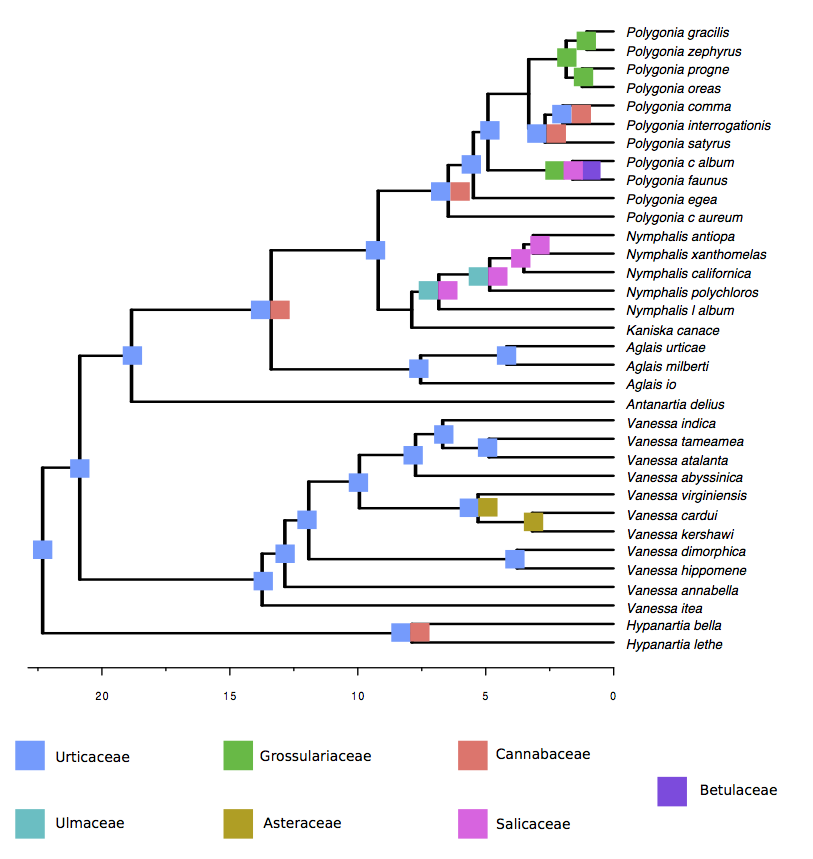 Polygonia gracilis
Polygonia zephyrus
Polygonia progne
Polygonia oreas
Polygonia comma
Polygonia interrogationis
Polygonia satyrus
Polygonia c album
Polygonia faunus
Polygonia egea
Polygonia c aureum
Nymphalis antiopa
Nymphalis xanthomelas
Nymphalis californica
Nymphalis polychloros
Nymphalis l album
Kaniska canace
Aglais urticae
Aglais milberti
Aglais io
Antanartia delius
Vanessa indica
Vanessa tameamea
Vanessa atalanta
Vanessa abyssinica
Vanessa virginiensis
Vanessa cardui
Vanessa kershawi
Vanessa dimorphica
Vanessa hippomene
Vanessa annabella
Vanessa itea
Hypanartia bella
Hypanartia lethe
20 15 10 5 0
Urticaceae Grossulariaceae Cannabaceae
Betulaceae
Ulmaceae Asteraceae Salicaceae